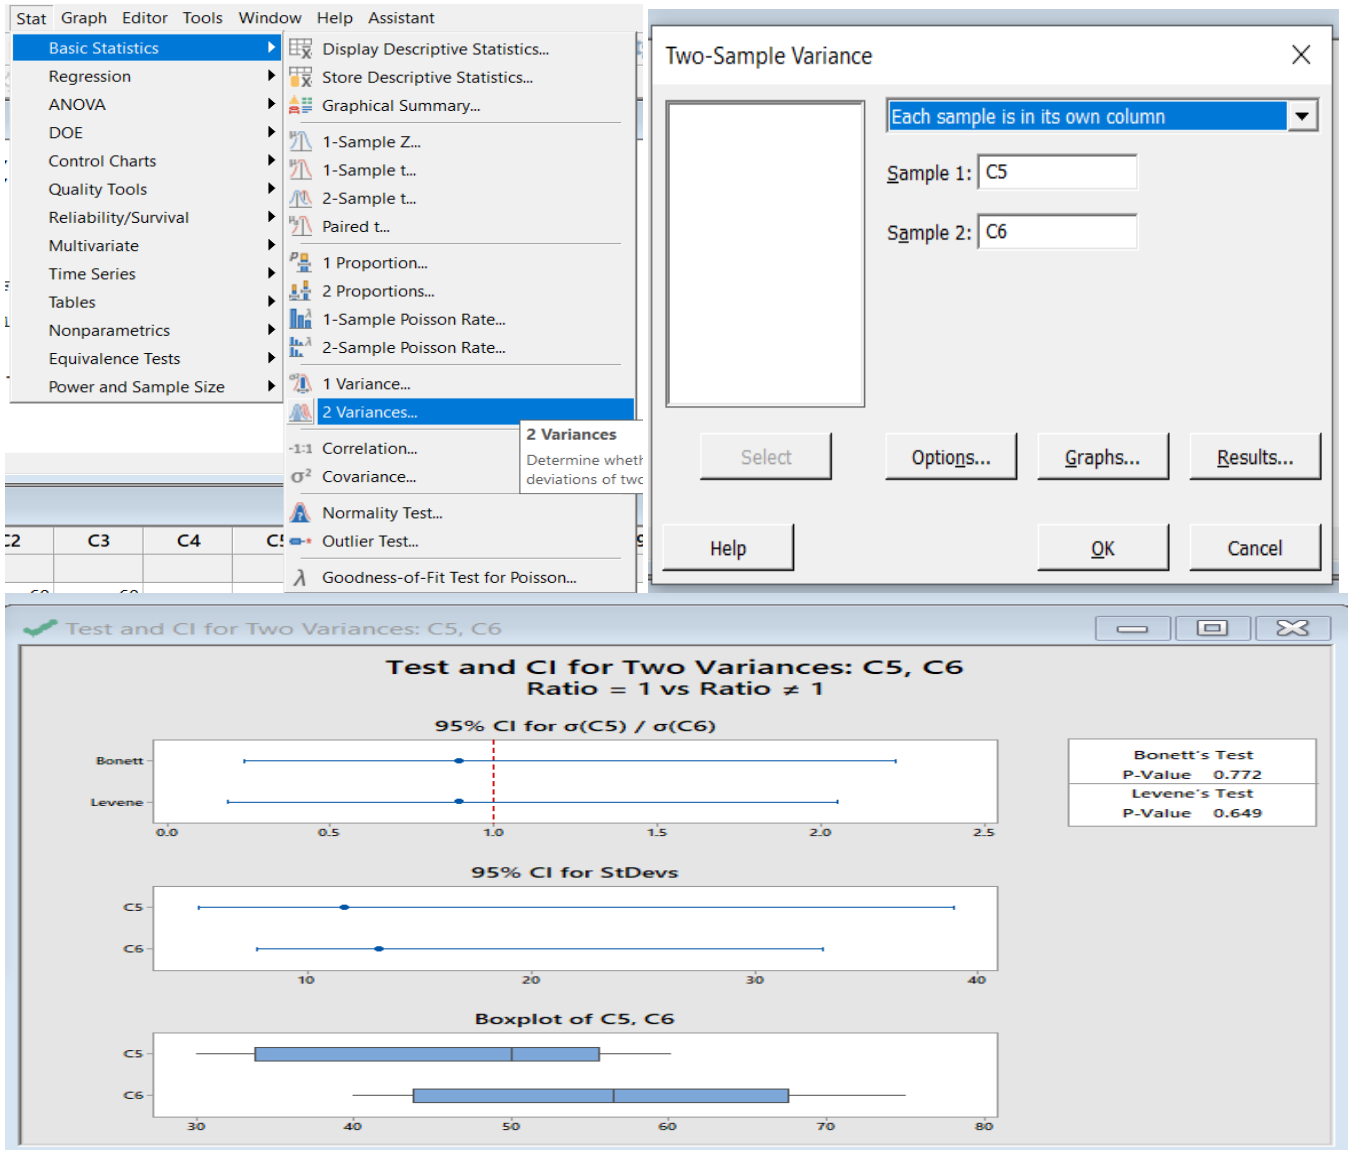 Stat Graph Editor Tools Window Help Assistant
Basic Statistics
Regression
ANOVA
DOE
Control Charts
Quality Tools
Reliability/Survival
Multivariate
Time Series
Tables
Nonparametrics
Equivalence Tests
Power and Sample Size
Display Descriptive Statistics...
Store Descriptive Statistics...
Graphical Summary...
1-Sample Z...
1-Sample t...
2-Sample t...
Paired t...
1 Proportion...
2 Proportions...
1-Sample Poisson Rate...
2-Sample Poisson Rate...
1 Variance...
2 Variances...
Correlation...
Covariance...
Normality Test...
Outlier Test...
Goodness-of-Fit Test for Poisson...
2 Variances
Determine wheth
deviations of two
C3 C4
Two-Sample Variance
Each sample is in its own column
Sample 1: C5
Sample 2: C6
Select Options... Graphs... Results...
Help OK Cancel
Test and CI for Two Variances: C5, C6
Test and CI for Two Variances: C5, C6
Ratio = 1 vs Ratio ≠ 1
95% CI for σ(C5) / σ(C6)
Bonett
Levene
0.0 0.5 1.0 1.5 2.0 2.5
Bonett's Test
P-Value 0.772
Levene's Test
P-Value 0.649
95% CI for StDevs
C5
C6
10 20 30 40
Boxplot of C5, C6
C5
C6
30 40 50 60 70 80